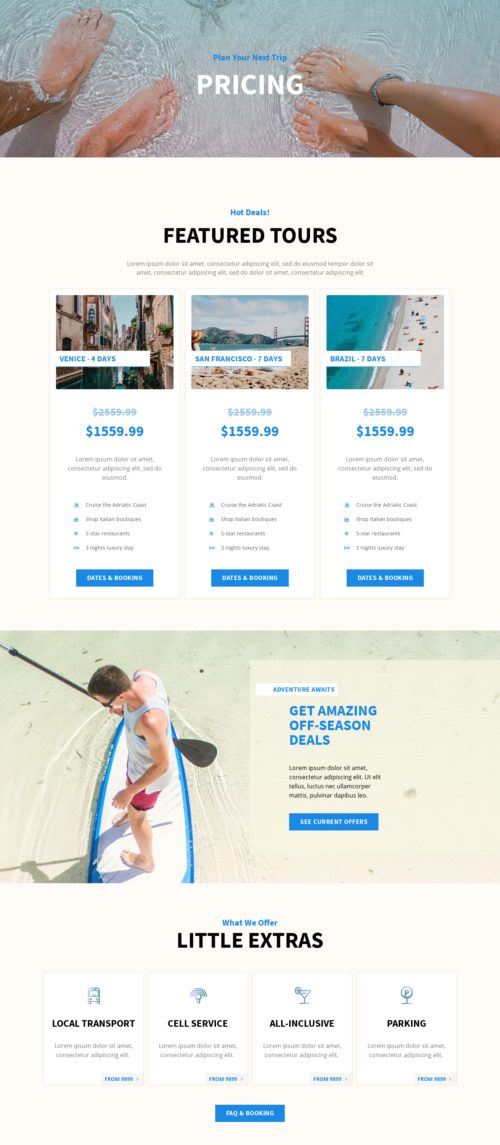 Plan Your Next Trip
PRICING
Hot Deals!
FEATURED TOURS
Lorem ipsum dolor sit amet, consectetur adipiscing elit, sed do eiusmod tempor dolor sit
amet, consectetur adipiscing elit, sed do dolor sit amet, consectetur adipiscing elit
VENICE - 4 DAYS
$2559.99
$1559.99
Lorem ipsum dolor sit amet,
consectetur adipiscing elit, sed do
eiusmod.
Cruise the Adriatic Coast
Shop Italian boutiques
5-star restaurants
3 nights luxury stay
DATES & BOOKING
SAN FRANCISCO - 7 DAYS
$2559.99
$1559.99
Lorem ipsum dolor sit amet,
consectetur adipiscing elit, sed do
eiusmod.
Cruise the Adriatic Coast
Shop Italian boutiques
5-star restaurants
3 nights luxury stay
DATES & BOOKING
BRAZIL - 7 DAYS
$2559.99
$1559.99
Lorem ipsum dolor sit amet,
consectetur adipiscing elit, sed do
eiusmod.
Cruise the Adriatic Coast
Shop Italian boutiques
5-star restaurants
3 nights luxury stay
DATES & BOOKING
ADVENTURE AWAITS
GET AMAZING
OFF-SEASON
DEALS
Lorem ipsum dolor sit amet,
consectetur adipiscing elit. Ut elit
tellus, luctus nec ullamcorper
mattis, pulvinar dapibus leo.
SEE CURRENT OFFERS
What We Offer
LITTLE EXTRAS
LOCAL TRANSPORT
Lorem ipsum dolor sit amet,
consectetur adipiscing elit.
FROM $899
CELL SERVICE
Lorem ipsum dolor sit amet,
consectetur adipiscing elit.
FROM $899
ALL-INCLUSIVE
Lorem ipsum dolor sit amet,
consectetur adipiscing elit.
FROM $899
PARKING
Lorem ipsum dolor sit amet,
consectetur adipiscing elit.
FROM $899
FAQ & BOOKING